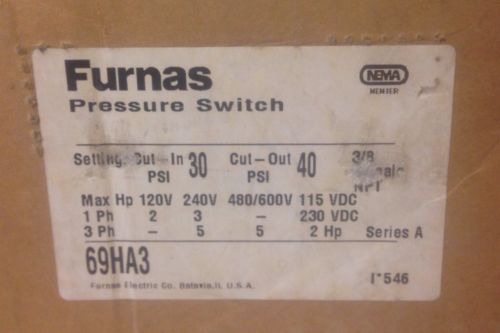 Furnas
NEMA
MEMBER
Pressure Switch
Setting: Cut-In 30 Cut-Out 40 3/8
PSI PSI
NPT
Max Hp 120V 240V 480/600V 115 VDC
1 Ph 2 3 - 230 VDC
3 Ph - 5 5 2 Hp Series A
69HA3
Furnas Electric Co. Batavia, IL U.S.A.
I*546